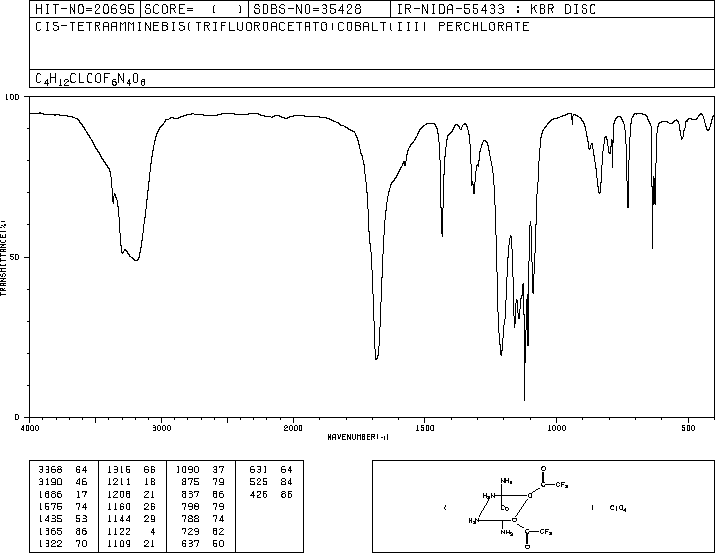 HIT-NO=20695 SCORE= ( ) SDBS-NO=35428 IR-NIDA-55433 : KBR DISC
CIS-TETRAAMMINEBIS(TRIFLUOROACETATO)COBALT(III) PERCHLORATE
C4H12CLCOF6N4O8
100
50
0
TRANSMITTANCE(%)
4000 3000 2000 1500 1000 500
WAVENUMBER(-1)
3368 64 1316 66 1090 37 631 64
3190 46 1211 18 875 79 525 84
1686 17 1208 21 837 66 426 86
1575 74 1160 26 798 79
1435 53 1144 29 788 74
1365 86 1122 4 729 62
1322 70 1109 21 637 50
O
NH3 C CF3
H3N O
( Co ) ClO4
H3N O
NH3 C CF3
O